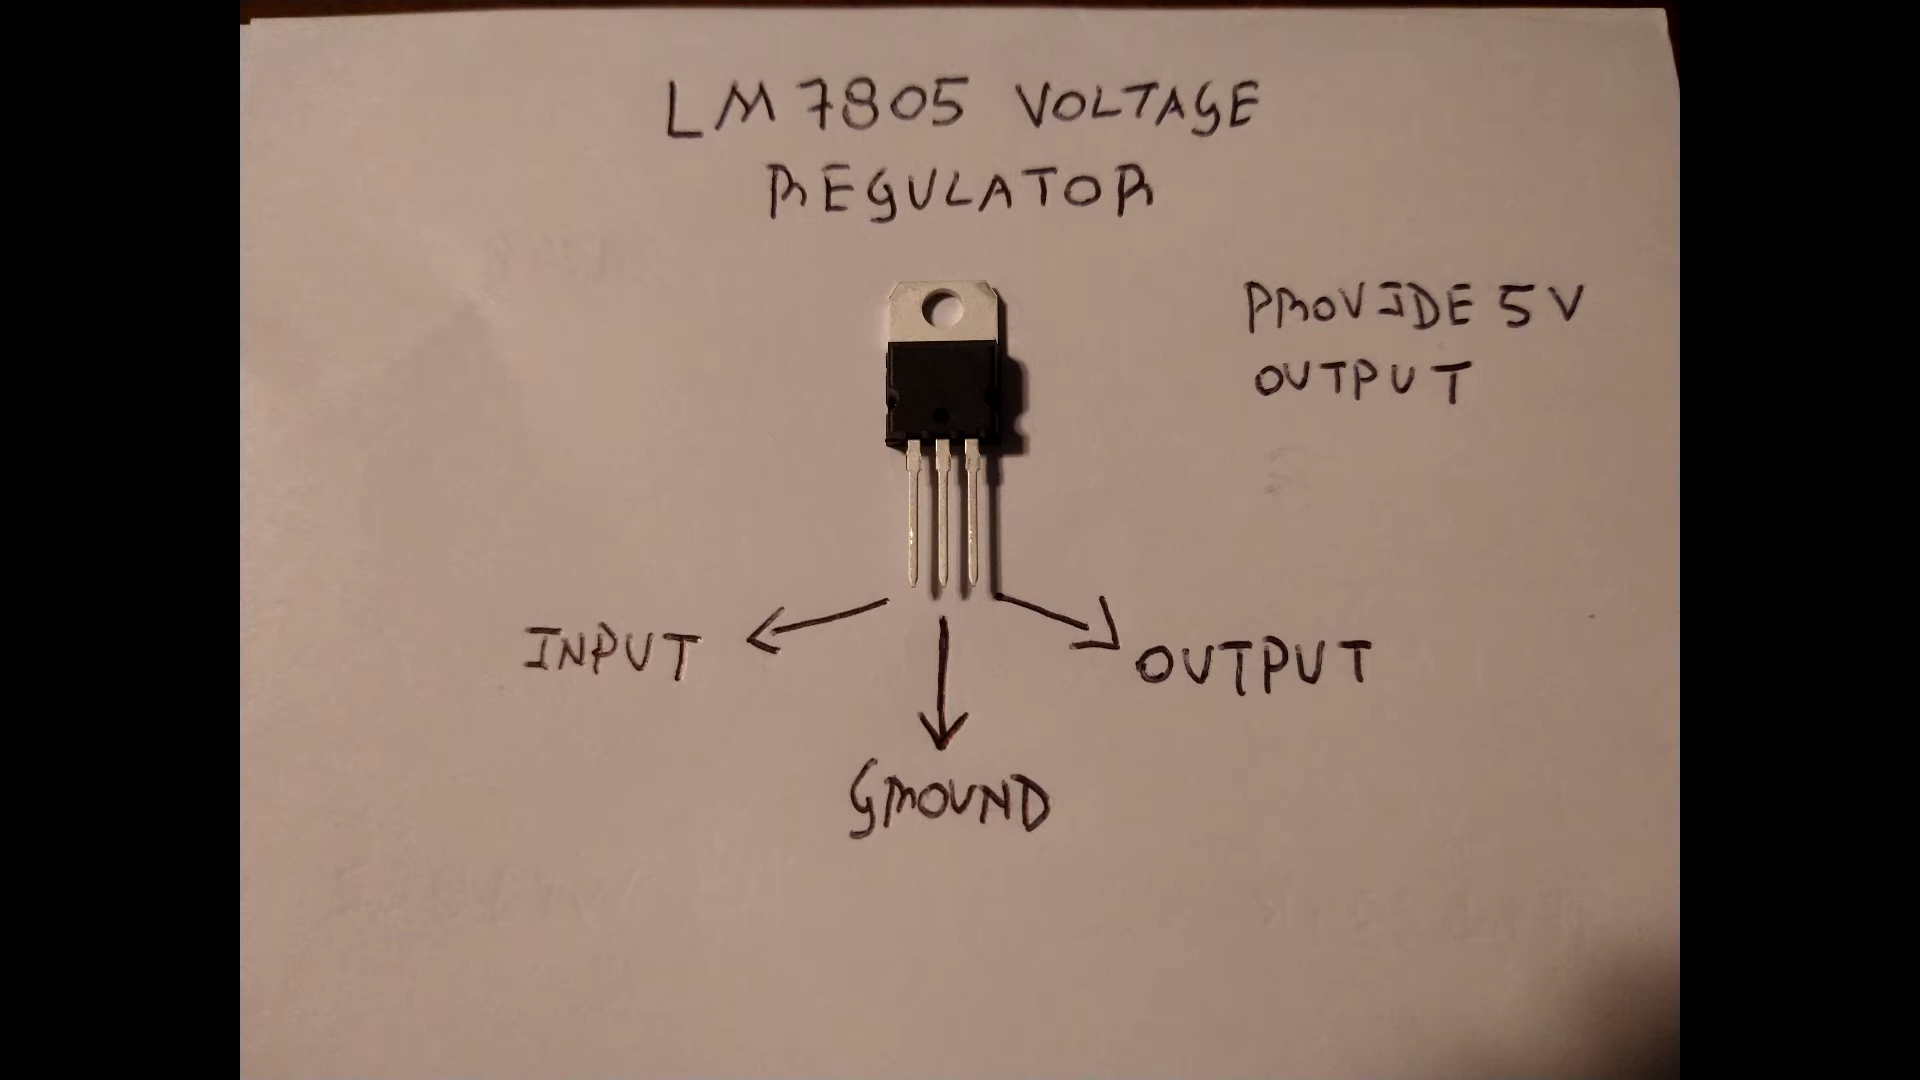 LM7805 VOLTAGE
REGULATOR
PROVIDE 5V
OUTPUT
INPUT
OUTPUT
GROUND